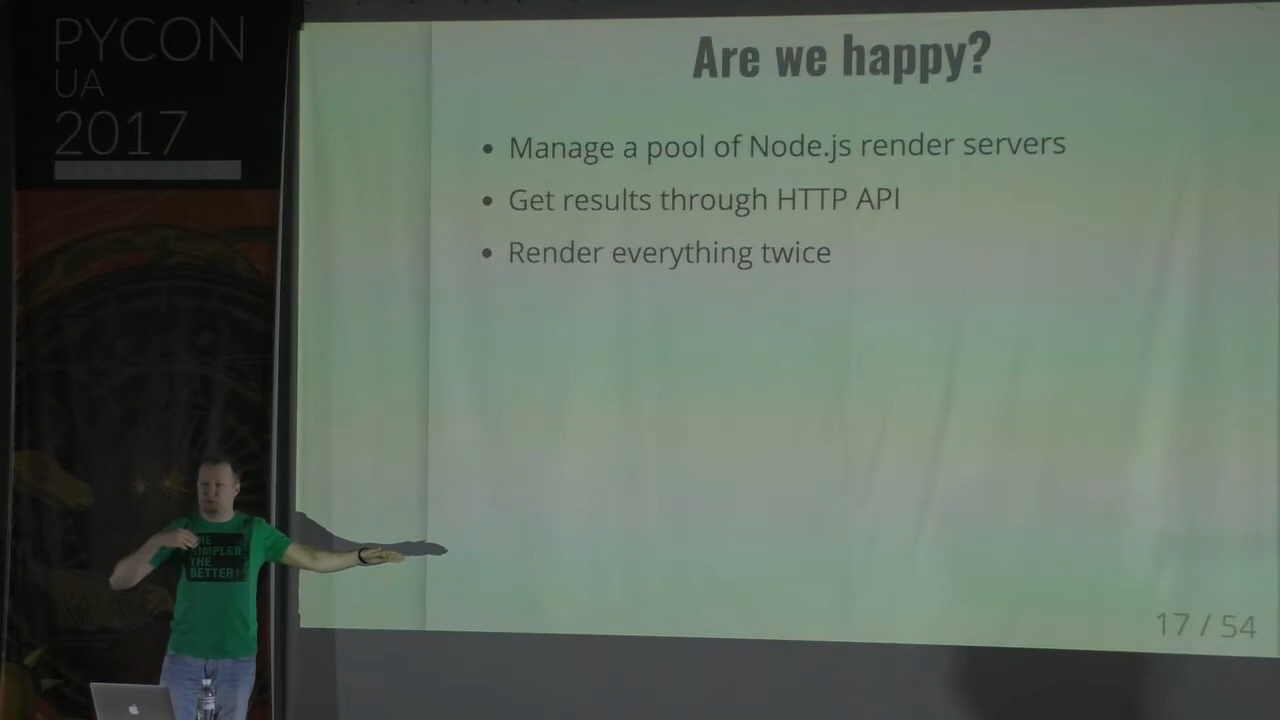 PYCON
UA
2017
Are we happy?
• Manage a pool of Node.js render servers
• Get results through HTTP API
• Render everything twice
THE
SIMPLER
THE
BETTER
17 / 54